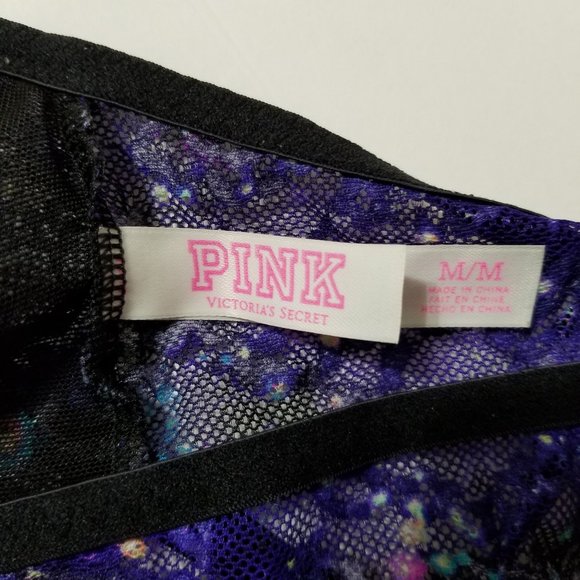 PINK
VICTORIA'S SECRET
M/M
MADE IN CHINA
FAIT EN CHINE
HECHO EN CHINA